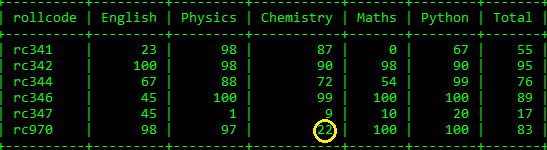 | rollcode | English | Physics | Chemistry | Maths | Python | Total |
| rc341 | 23 | 98 | 87 | 0 | 67 | 55 |
| rc342 | 100 | 98 | 90 | 98 | 90 | 95 |
| rc344 | 67 | 88 | 72 | 54 | 99 | 76 |
| rc346 | 45 | 100 | 99 | 100 | 100 | 89 |
| rc347 | 45 | 1 | 9 | 10 | 20 | 17 |
| rc970 | 98 | 97 | 22 | 100 | 100 | 83 |